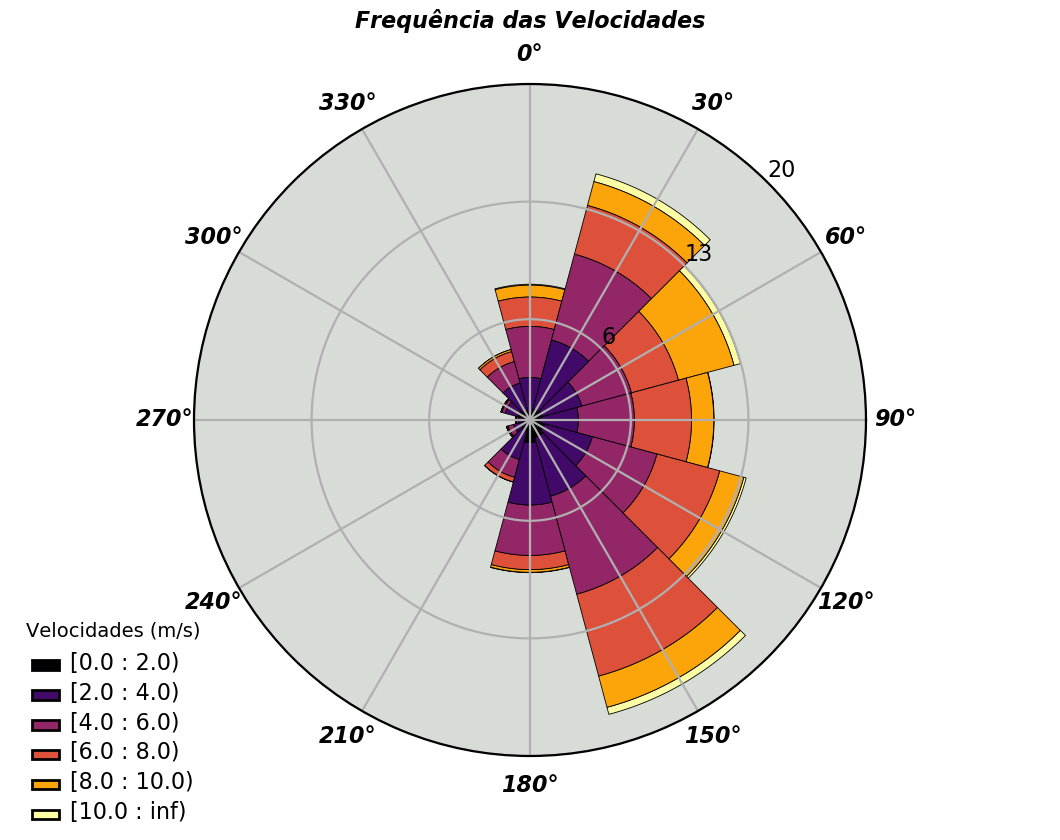 Frequência das Velocidades
0°
330°
30°
20
300°
60°
13
6
270°
90°
240°
120°
210°
150°
180°
Velocidades (m/s)
[0.0 : 2.0)
[2.0 : 4.0)
[4.0 : 6.0)
[6.0 : 8.0)
[8.0 : 10.0)
[10.0 : inf)